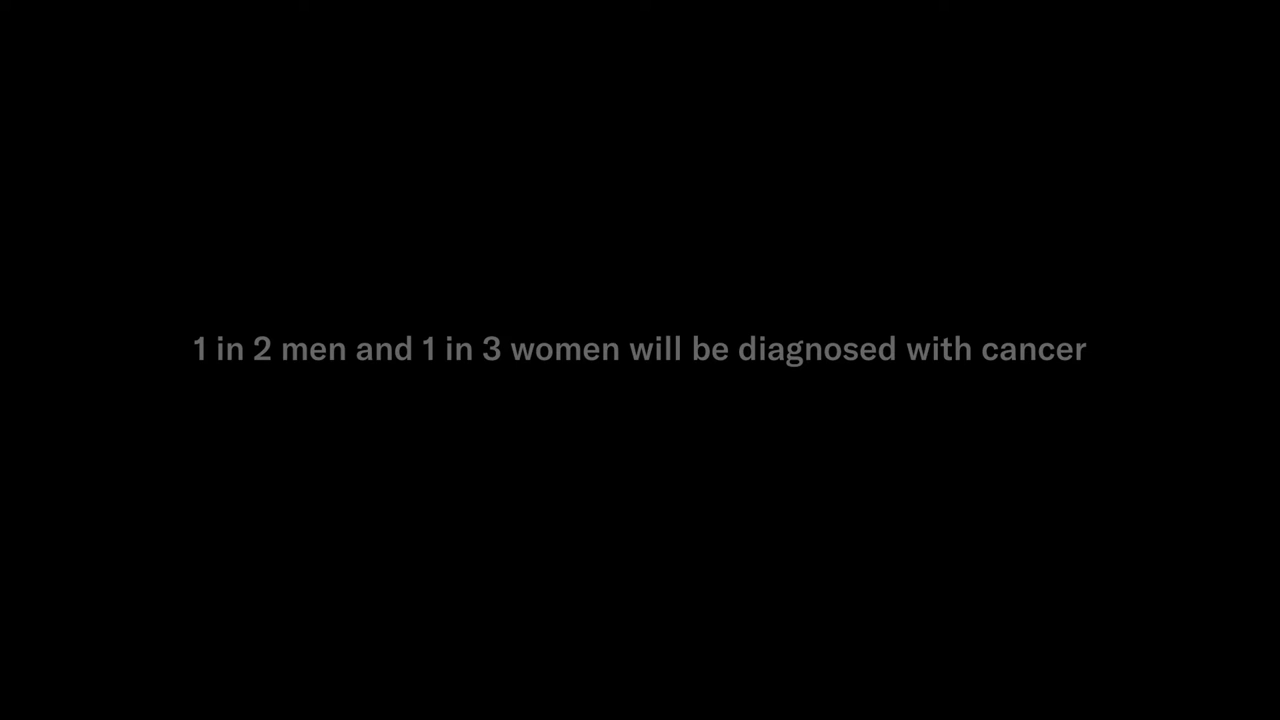 1 in 2 men and 1 in 3 women will be diagnosed with cancer